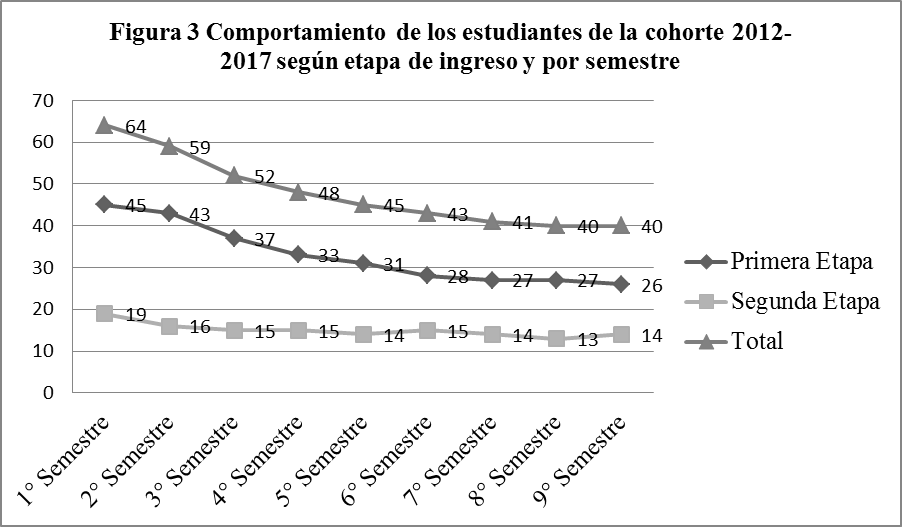 Figura 3 Comportamiento de los estudiantes de la cohorte 2012-
2017 según etapa de ingreso y por semestre
70
60
50
40
30
20
10
0
64
59
52
48
45
43
41
40
40
45
43
37
33
31
28
27
27
26
19
16
15
15
14
15
14
13
14
Primera Etapa
Segunda Etapa
Total
1° Semestre
2° Semestre
3° Semestre
4° Semestre
5° Semestre
6° Semestre
7° Semestre
8° Semestre
9° Semestre